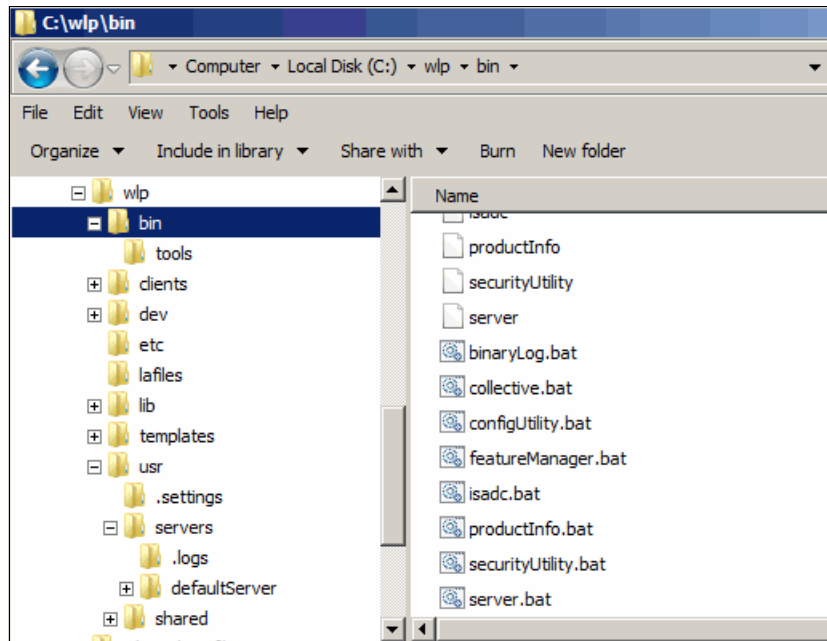 C:\wlp\bin
Computer Local Disk (C:) wlp bin
File Edit View Tools Help
Organize Include in library Share with Burn New folder
wlp
bin
tools
clients
dev
etc
lafiles
lib
templates
usr
.settings
servers
.logs
defaultServer
shared
Name
isadc
productInfo
securityUtility
server
binaryLog.bat
collective.bat
configUtility.bat
featureManager.bat
isadc.bat
productInfo.bat
securityUtility.bat
server.bat